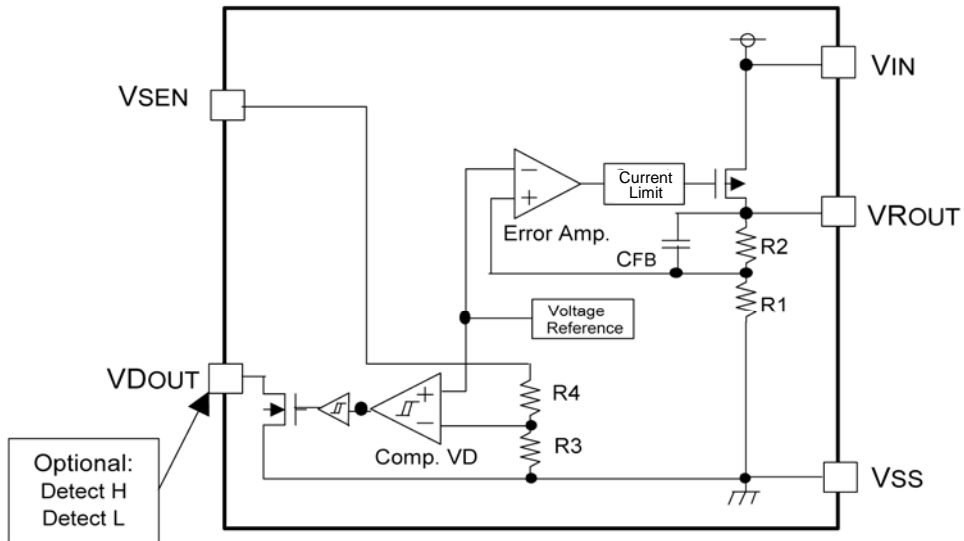 VIN
VSEN
Current
Limit
−
+
Error Amp.
VROUT
CFB
R2
R1
Voltage
Reference
VDOUT
R4
+
−
R3
Comp. VD
Optional:
Detect H
Detect L
VSS